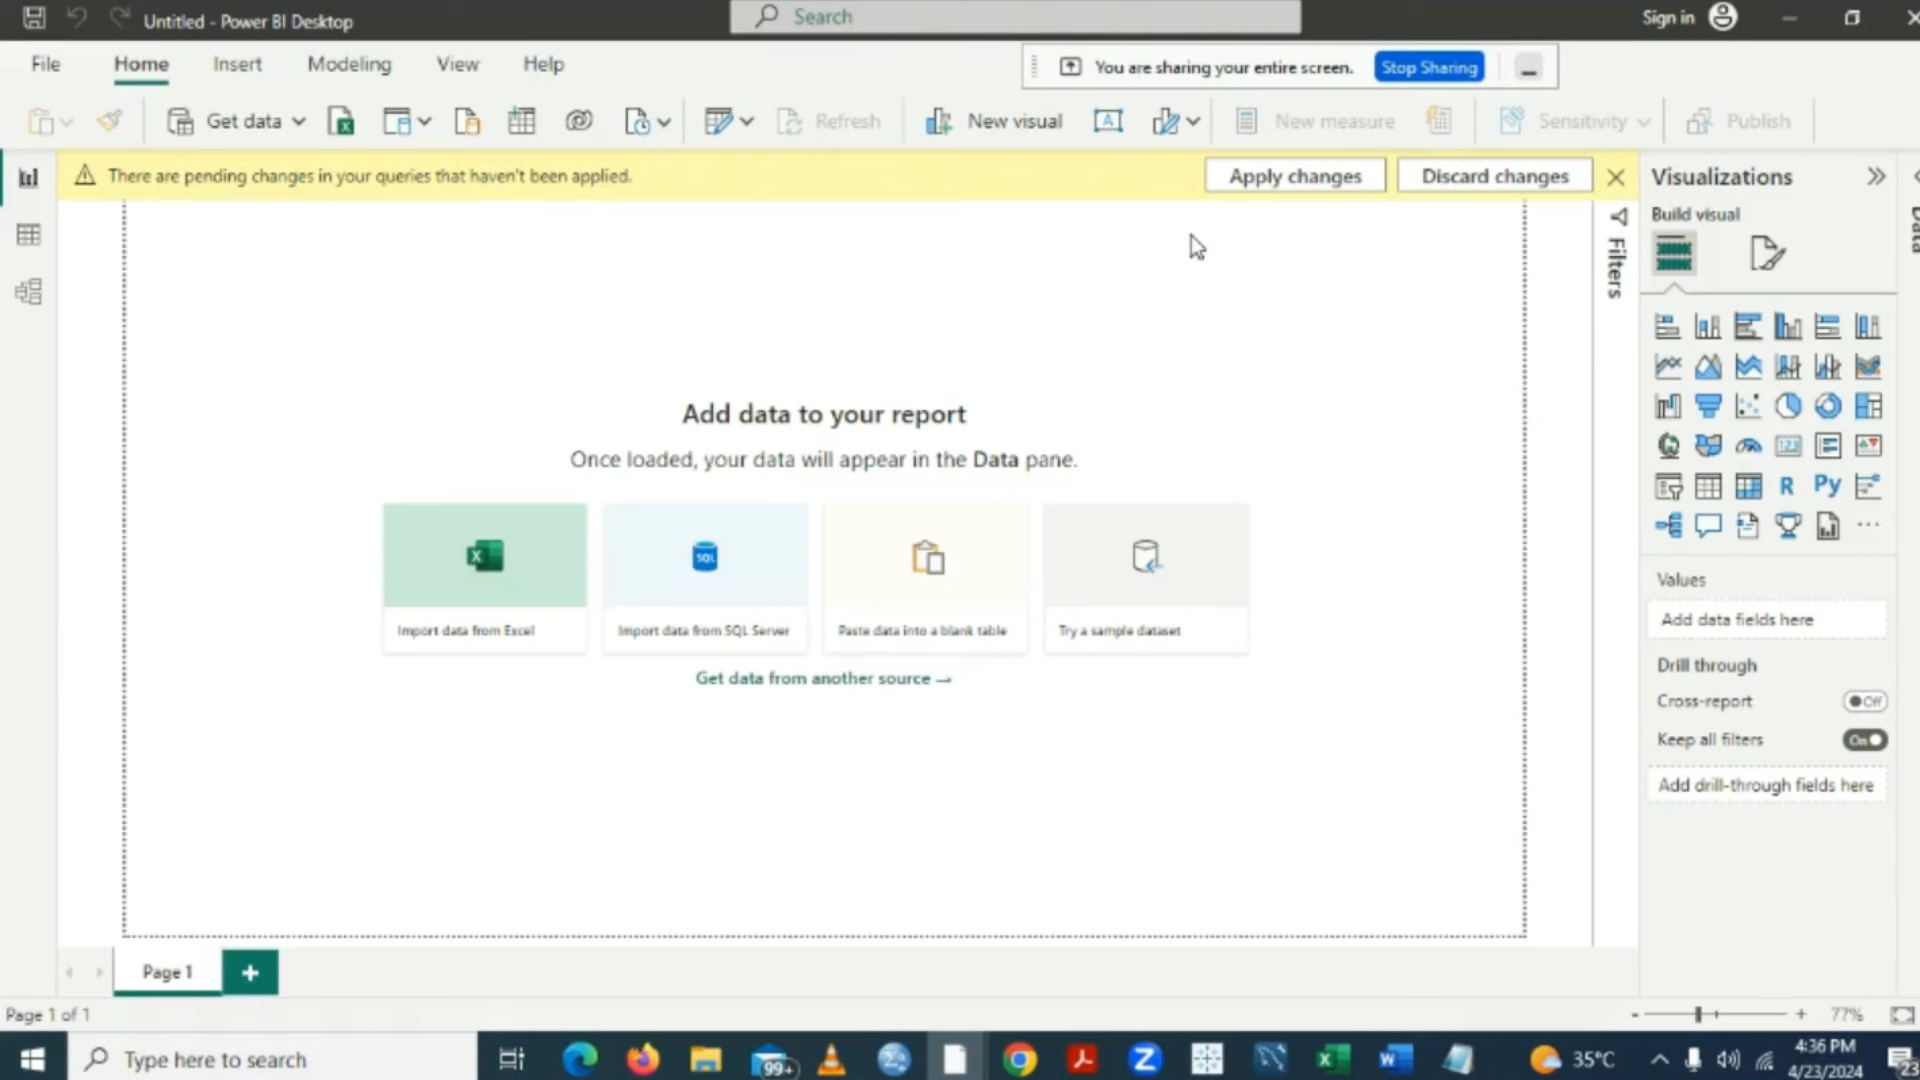 Untitled - Power BI Desktop
Search
Sign in
File
Home
Insert
Modeling
View
Help
You are sharing your entire screen.
Stop Sharing
Get data
Refresh
New visual
New measure
Sensitivity
Publish
There are pending changes in your queries that haven't been applied.
Apply changes
Discard changes
Visualizations
Data
Filters
Build visual
Add data to your report
Once loaded, your data will appear in the Data pane.
Import data from Excel
SQL
Import data from SQL Server
Paste data into a blank table
Try a sample dataset
Get data from another source →
123
R
Py
Values
Add data fields here
Drill through
Cross-report
Off
Keep all filters
On
Add drill-through fields here
Page 1
Page 1 of 1
77%
Type here to search
99+
35°C
4:36 PM
4/23/2024
23